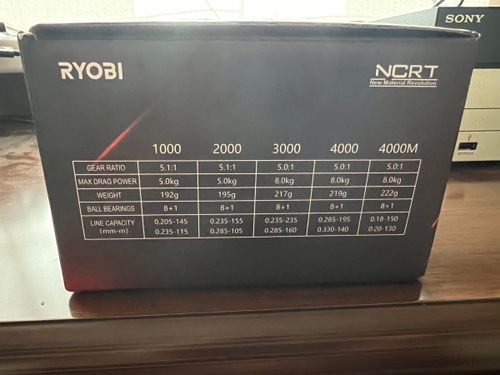 SONY
RYOBI
NCRT
New Material Revolution
1000 2000 3000 4000 4000M
GEAR RATIO 5.1:1 5.1:1 5.0:1 5.0:1 5.0:1
MAX DRAG POWER 5.0kg 5.0kg 8.0kg 8.0kg 8.0kg
WEIGHT 192g 195g 217g 219g 222g
BALL BEARINGS 8+1 8+1 8+1 8+1 8+1
LINE CAPACITY 0.205-145 0.235-155 0.235-235 0.285-195 0.18-150
(mm-m) 0.235-115 0.285-105 0.285-160 0.330-140 0.20-130